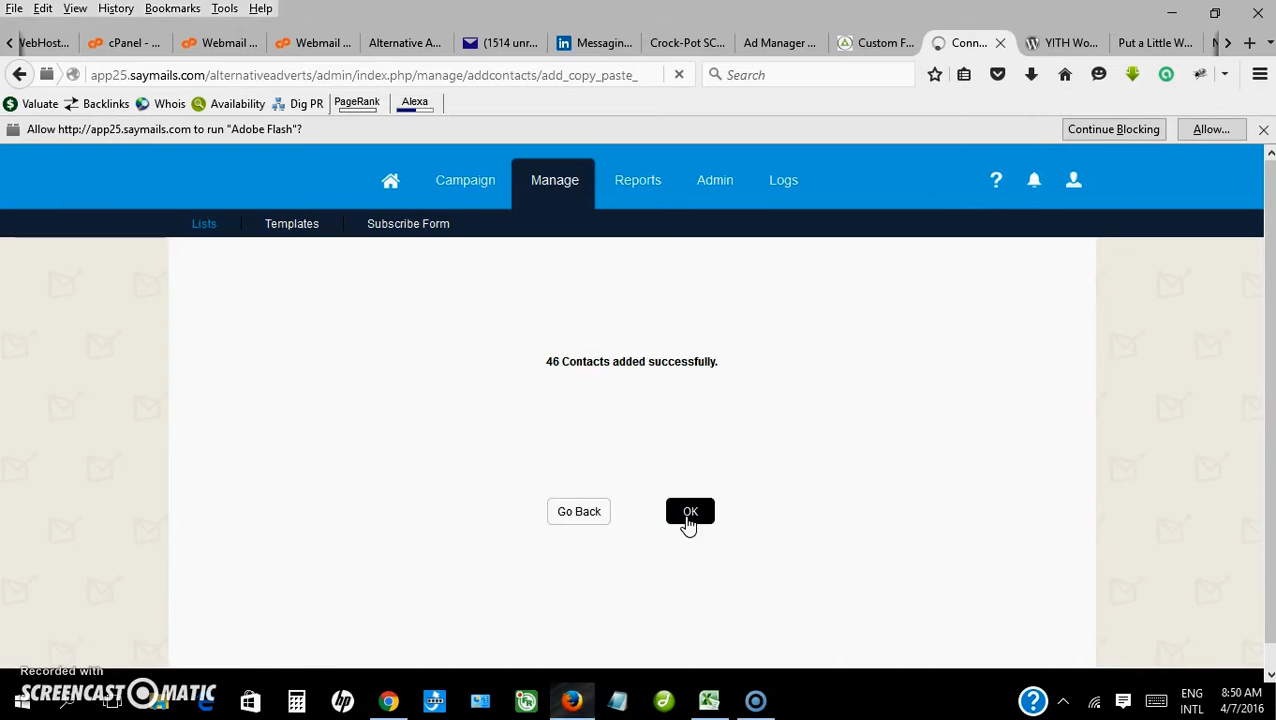 File Edit View History Bookmarks Tools Help
WebHost... cPanel - ... Webmail ... Webmail ... Alternative A... (1514 unr... Messagin... Crock-Pot SC... Ad Manager ... Custom F... Conn... YITH Wo... Put a Little W...
app25.saymails.com/alternativeadverts/admin/index.php/manage/addcontacts/add_copy_paste_ Search
Valuate Backlinks Whois Availability Dig PR PageRank Alexa
Allow http://app25.saymails.com to run "Adobe Flash"? Continue Blocking Allow...
Campaign Manage Reports Admin Logs
Lists Templates Subscribe Form
46 Contacts added successfully.
Go Back OK
Recorded with
SCREENCAST MATIC
ENG 8:50 AM
INTL 4/7/2016